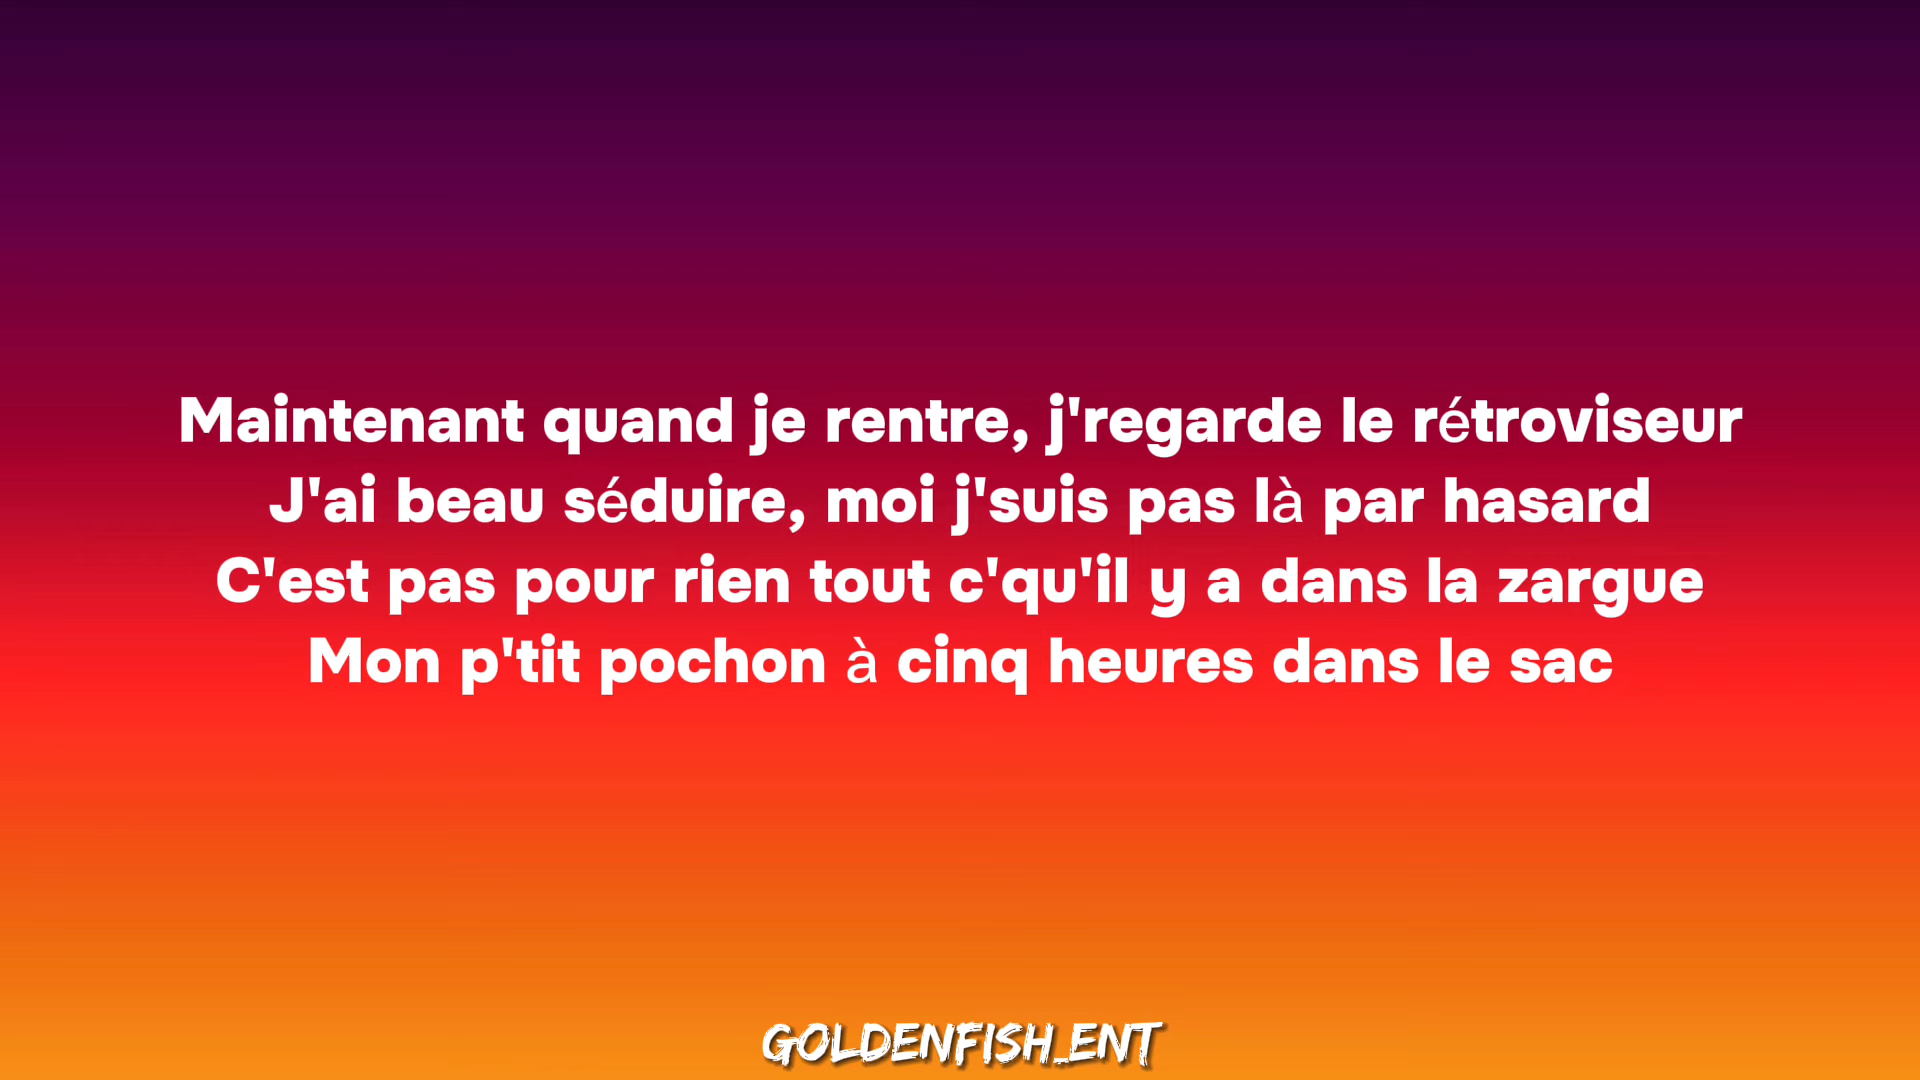 Maintenant quand je rentre, j'regarde le rétroviseur
J'ai beau séduire, moi j'suis pas là par hasard
C'est pas pour rien tout c'qu'il y a dans la zargue
Mon p'tit pochon à cinq heures dans le sac
GOLDENFISH_ENT